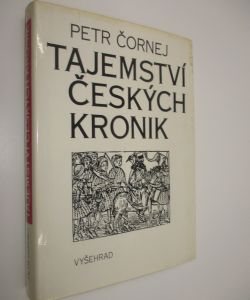 PETR ČORNEJ
TAJEMSTVÍ
ČESKÝCH
KRONIK
VYŠEHRAD